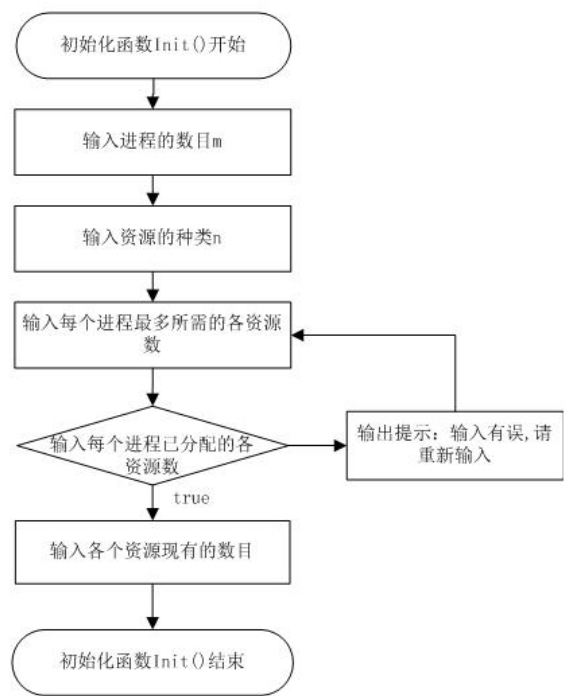 初始化函数Init()开始
输入进程的数目m
输入资源的种类n
输入每个进程最多所需的各资源
数
输入每个进程已分配的各
资源数
输出提示：输入有误,请
重新输入
true
输入各个资源现有的数目
初始化函数Init()结束